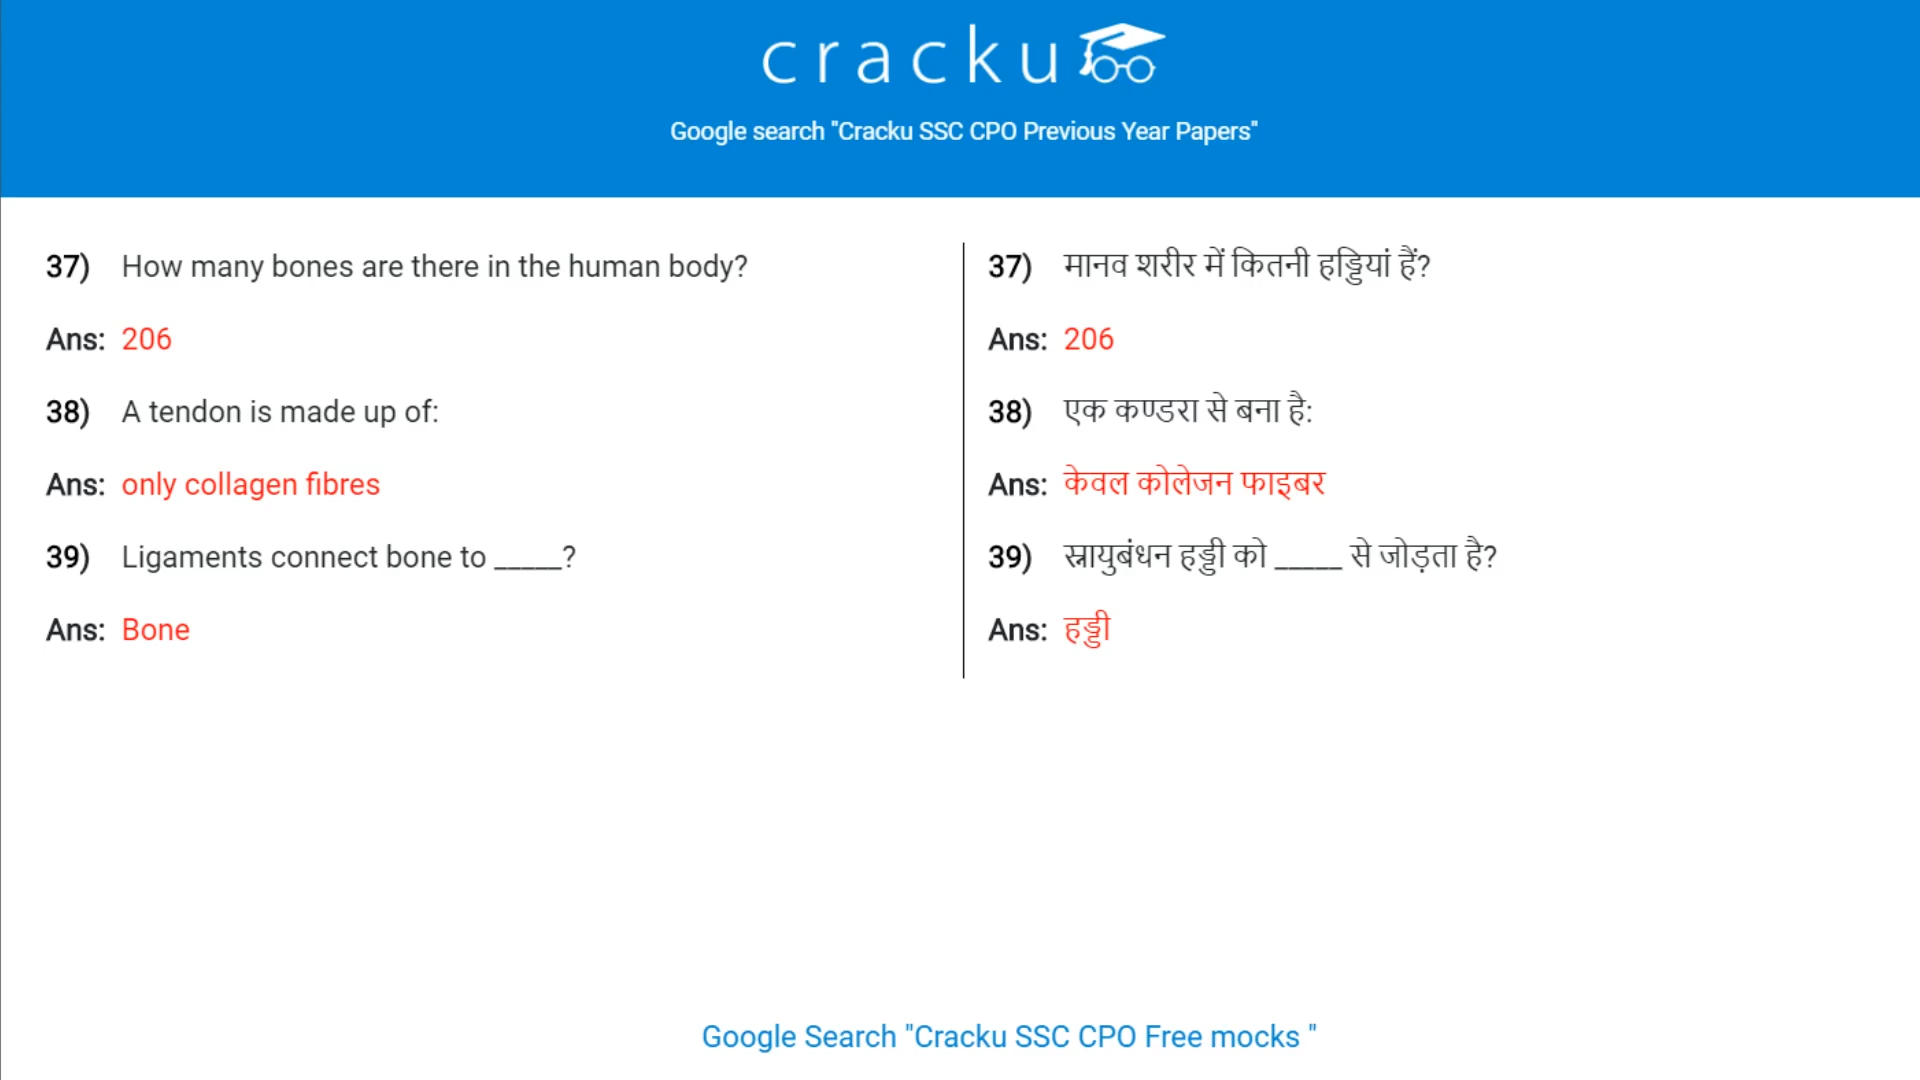 cracku
Google search "Cracku SSC CPO Previous Year Papers"
37) How many bones are there in the human body?
Ans: 206
38) A tendon is made up of:
Ans: only collagen fibres
39) Ligaments connect bone to _____?
Ans: Bone
37) मानव शरीर में कितनी हड्डियां हैं?
Ans: 206
38) एक कण्डरा से बना है:
Ans: केवल कोलेजन फाइबर
39) स्नायुबंधन हड्डी को _____ से जोड़ता है?
Ans: हड्डी
Google Search "Cracku SSC CPO Free mocks "